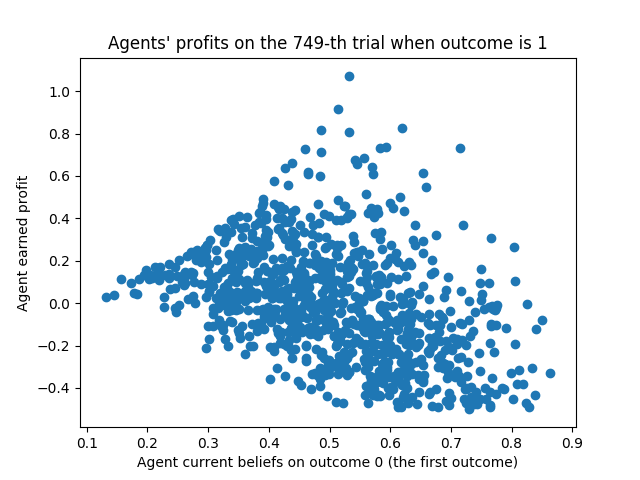 Agents' profits on the 749-th trial when outcome is 1
1.0
0.8
0.6
0.4
0.2
0.0
−0.2
−0.4
Agent earned profit
0.1 0.2 0.3 0.4 0.5 0.6 0.7 0.8 0.9
Agent current beliefs on outcome 0 (the first outcome)